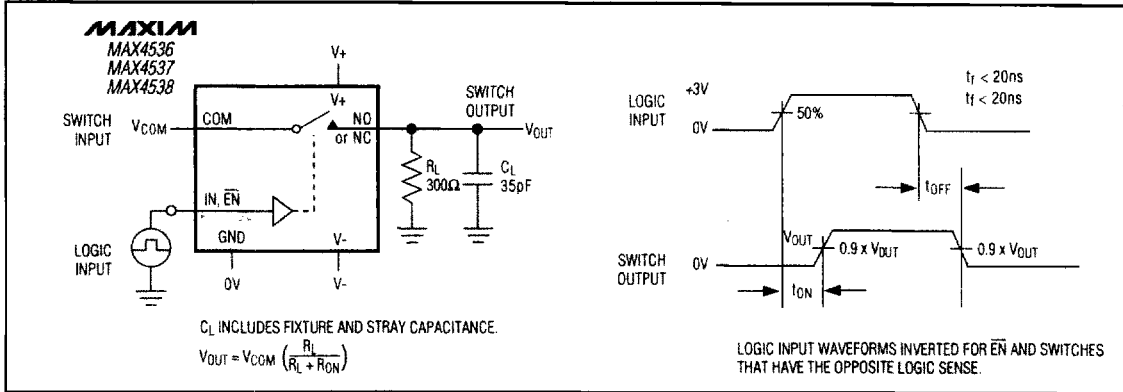 MAXIM
MAX4536
MAX4537
MAX4538
V+
SWITCH INPUT
VCOM
COM
V+
NO
or NC
SWITCH OUTPUT
VOUT
RL
300Ω
CL
35pF
IN, EN
LOGIC INPUT
GND
V-
0V
V-
CL INCLUDES FIXTURE AND STRAY CAPACITANCE.
VOUT = VCOM (RL / RL + RON)
LOGIC INPUT
+3V
0V
50%
tr < 20ns
tf < 20ns
tOFF
SWITCH OUTPUT
VOUT
0V
0.9 x VOUT
0.9 x VOUT
tON
LOGIC INPUT WAVEFORMS INVERTED FOR EN AND SWITCHES
THAT HAVE THE OPPOSITE LOGIC SENSE.